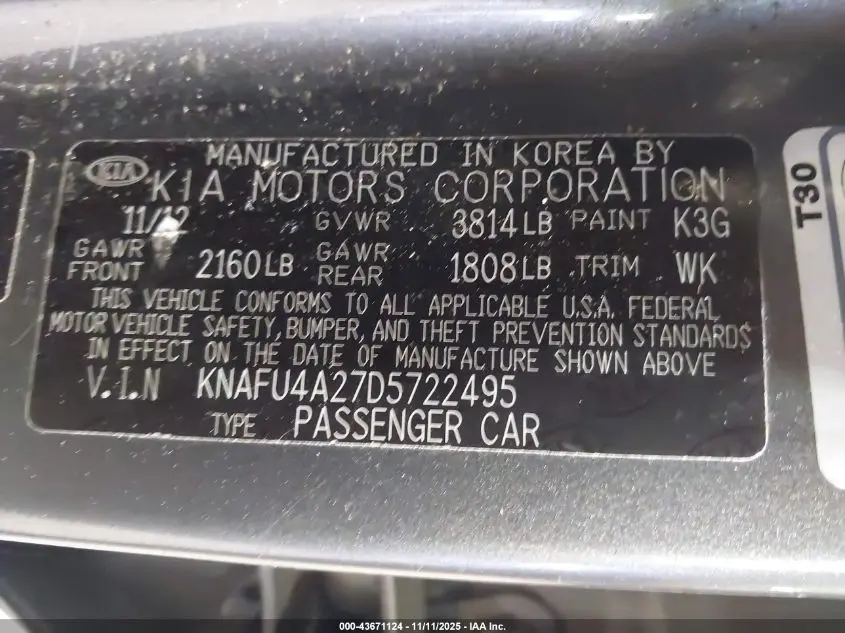 MANUFACTURED IN KOREA BY
KIA KIA MOTORS CORPORATION
11/12 GVWR 3814LB PAINT K3G
GAWR FRONT 2160LB GAWR REAR 1808LB TRIM WK
THIS VEHICLE CONFORMS TO ALL APPLICABLE U.S.A. FEDERAL
MOTOR VEHICLE SAFETY, BUMPER, AND THEFT PREVENTION STANDARDS
IN EFFECT ON THE DATE OF MANUFACTURE SHOWN ABOVE
V.I.N KNAFU4A27D5722495
TYPE PASSENGER CAR
T30
000-43671124 - 11/11/2025 - IAA Inc.